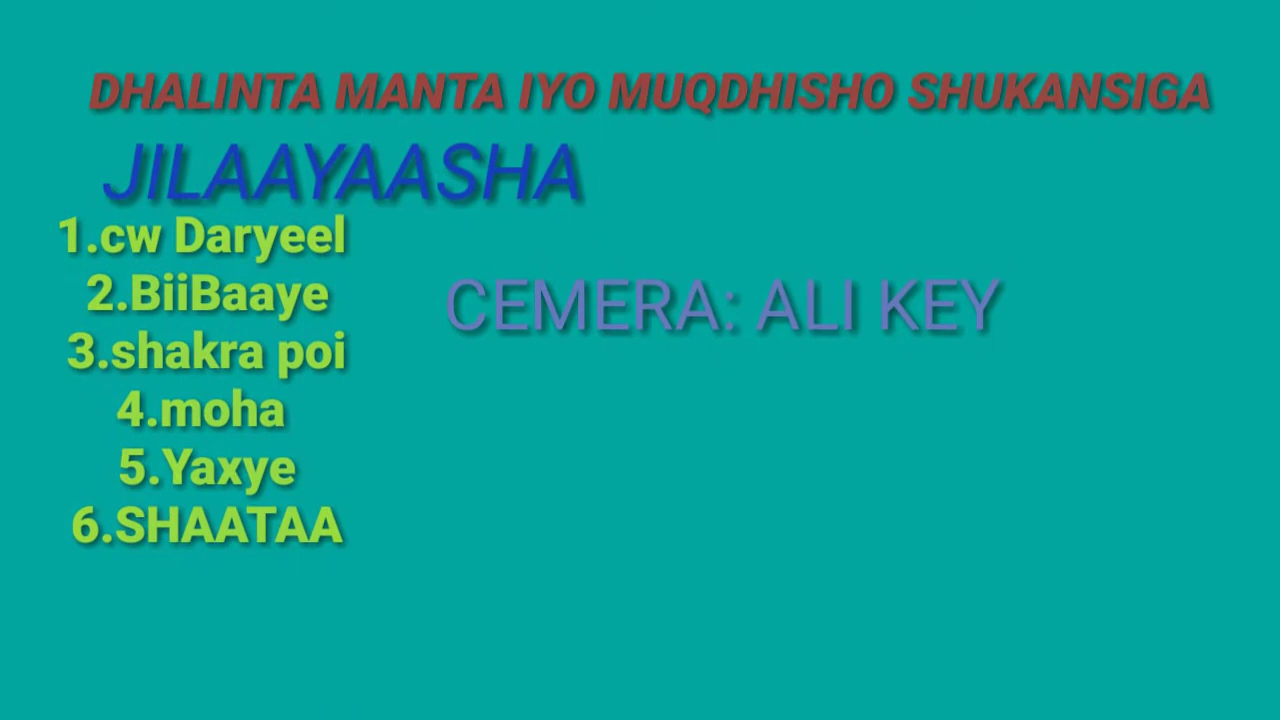 DHALINTA MANTA IYO MUQDHISHO SHUKANSIGA
JILAAYAASHA
1.cw Daryeel
2.BiiBaaye
3.shakra poi
4.moha
5.Yaxye
6.SHAATAA
CEMERA: ALI KEY